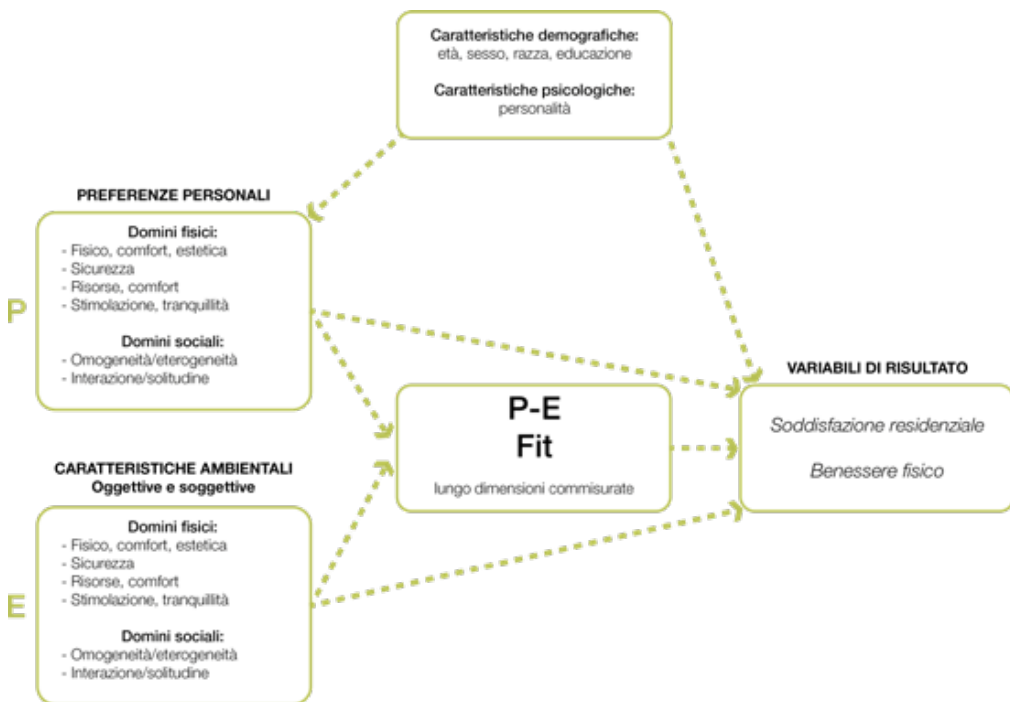 Caratteristiche demografiche:
età, sesso, razza, educazione
Caratteristiche psicologiche:
personalità
PREFERENZE PERSONALI
P
Domini fisici:
- Fisico, comfort, estetica
- Sicurezza
- Risorse, comfort
- Stimolazione, tranquillità
Domini sociali:
- Omogeneità/eterogeneità
- Interazione/solitudine
P-E
Fit
lungo dimensioni commisurate
VARIABILI DI RISULTATO
Soddisfazione residenziale
Benessere fisico
CARATTERISTICHE AMBIENTALI
Oggettive e soggettive
E
Domini fisici:
- Fisico, comfort, estetica
- Sicurezza
- Risorse, comfort
- Stimolazione, tranquillità
Domini sociali:
- Omogeneità/eterogeneità
- Interazione/solitudine